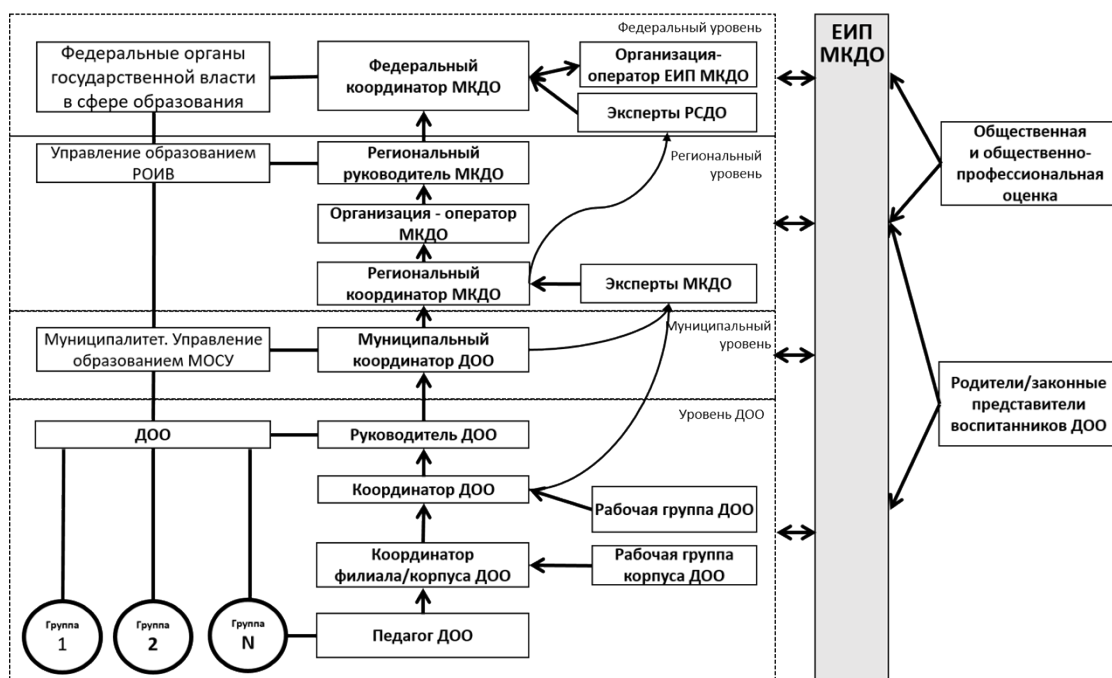 Федеральный уровень
Федеральные органы
государственной власти
в сфере образования
Федеральный
координатор МКДО
Организация-
оператор ЕИП МКДО
Эксперты РСДО
ЕИП
МКДО
Общественная
и общественно-
профессиональная
оценка
Региональный
уровень
Управление образованием
РОИВ
Региональный
руководитель МКДО
Организация - оператор
МКДО
Региональный
координатор МКДО
Эксперты МКДО
Муниципальный
уровень
Муниципалитет. Управление
образованием МОСУ
Муниципальный
координатор ДОО
Родители/законные
представители
воспитанников ДОО
Уровень ДОО
ДОО
Руководитель ДОО
Координатор ДОО
Рабочая группа ДОО
Координатор
филиала/корпуса ДОО
Рабочая группа
корпуса ДОО
Группа
1
Группа
2
Группа
N
Педагог ДОО